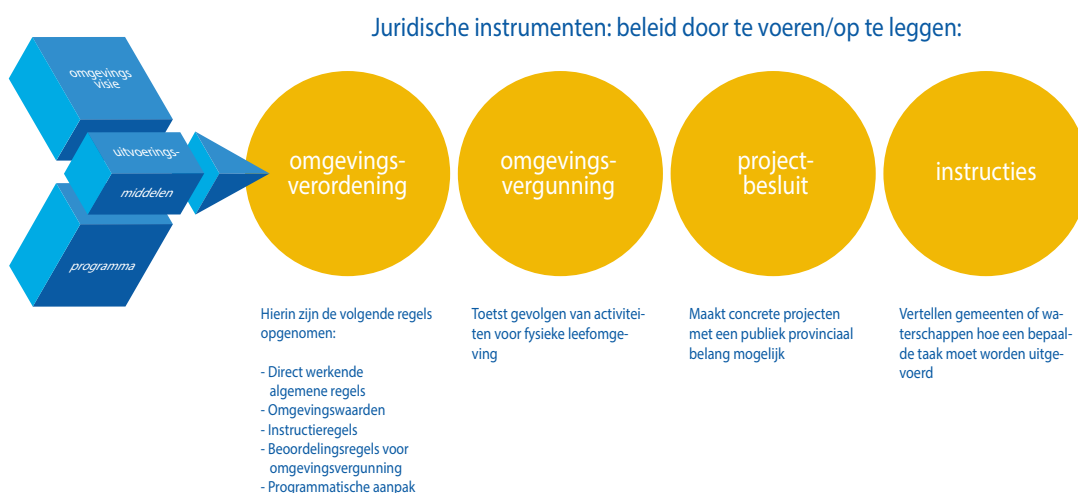 Juridische instrumenten: beleid door te voeren/op te leggen:
omgevings
visie
uitvoerings-
middelen
programma
omgevings-
verordening
omgevings-
vergunning
project-
besluit
instructies
Hierin zijn de volgende regels
opgenomen:
- Direct werkende
algemene regels
- Omgevingswaarden
- Instructieregels
- Beoordelingsregels voor
omgevingsvergunning
- Programmatische aanpak
Toetst gevolgen van activitei-
ten voor fysieke leefomge-
ving
Maakt concrete projecten
met een publiek provinciaal
belang mogelijk
Vertellen gemeenten of wa-
terschappen hoe een bepaal-
de taak moet worden uitge-
voerd